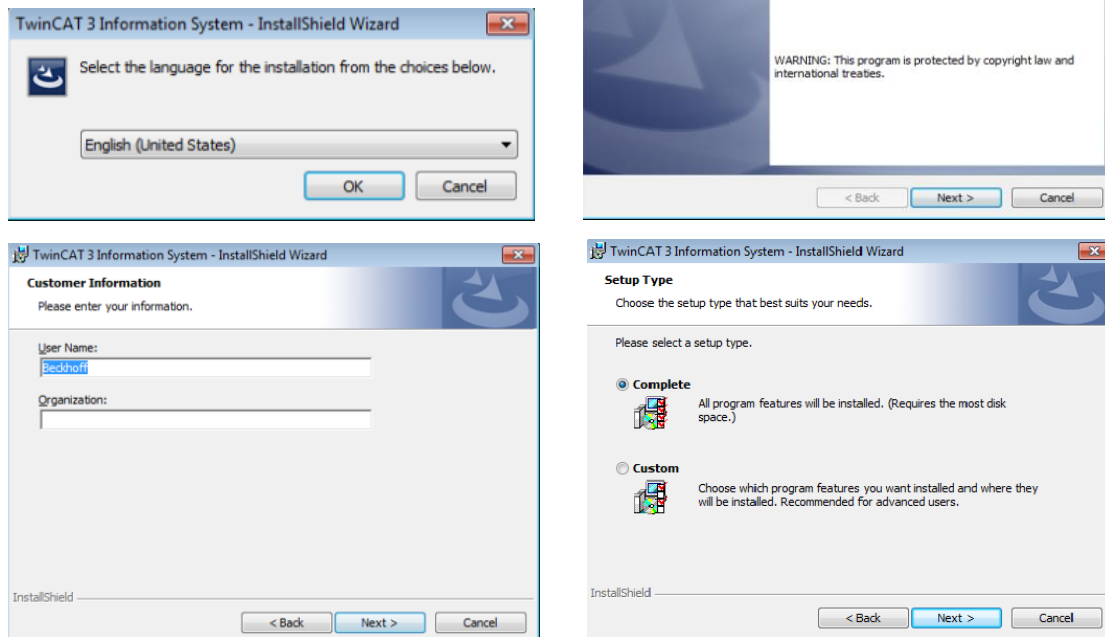 TwinCAT 3 Information System - InstallShield Wizard
Select the language for the installation from the choices below.
English (United States)
OK Cancel
WARNING: This program is protected by copyright law and
international treaties.
< Back Next > Cancel
TwinCAT 3 Information System - InstallShield Wizard
Customer Information
Please enter your information.
User Name:
Beckhoff
Organization:
InstallShield
< Back Next > Cancel
TwinCAT 3 Information System - InstallShield Wizard
Setup Type
Choose the setup type that best suits your needs.
Please select a setup type.
Complete
All program features will be installed. (Requires the most disk
space.)
Custom
Choose which program features you want installed and where they
will be installed. Recommended for advanced users.
InstallShield
< Back Next > Cancel